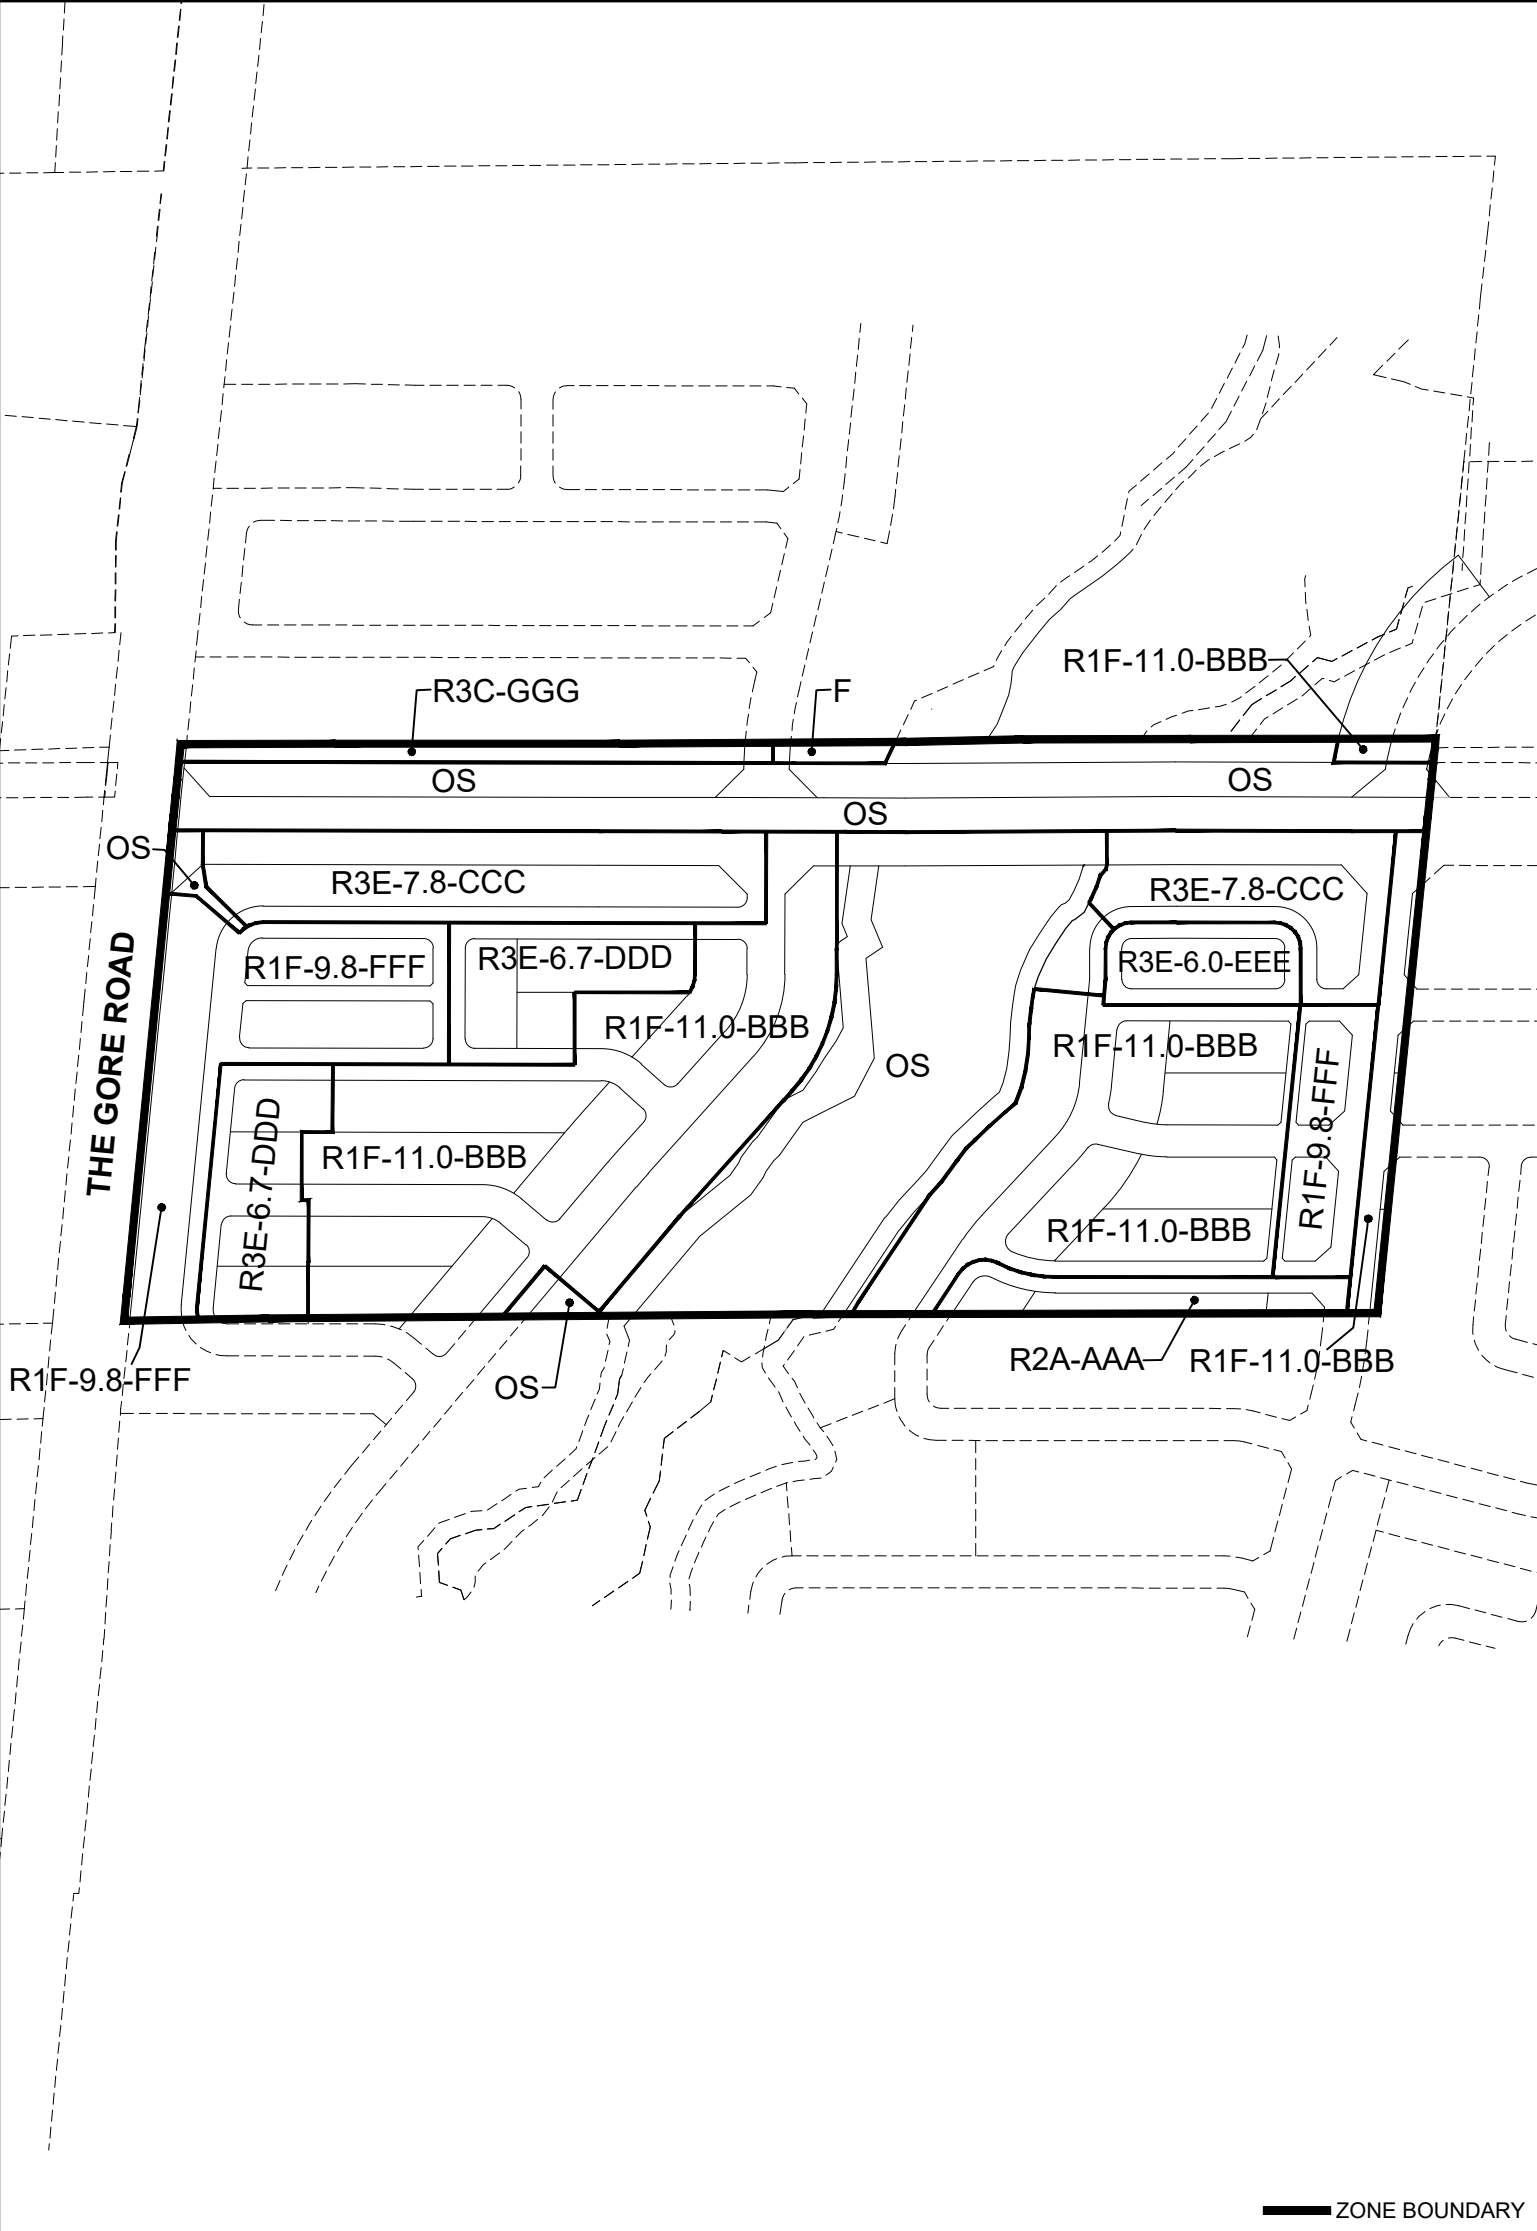 R1F-11.0-BBB
R3C-GGG
F
OS
OS
OS
OS
R3E-7.8-CCC
R3E-7.8-CCC
R1F-9.8-FFF
R3E-6.7-DDD
R3E-6.0-EEE
R1F-11.0-BBB
R1F-11.0-BBB
OS
THE GORE ROAD
R3E-6.7-DDD
R1F-11.0-BBB
R1F-9.8-FFF
R1F-11.0-BBB
R1F-9.8-FFF
OS
R2A-AAA
R1F-11.0-BBB
ZONE BOUNDARY